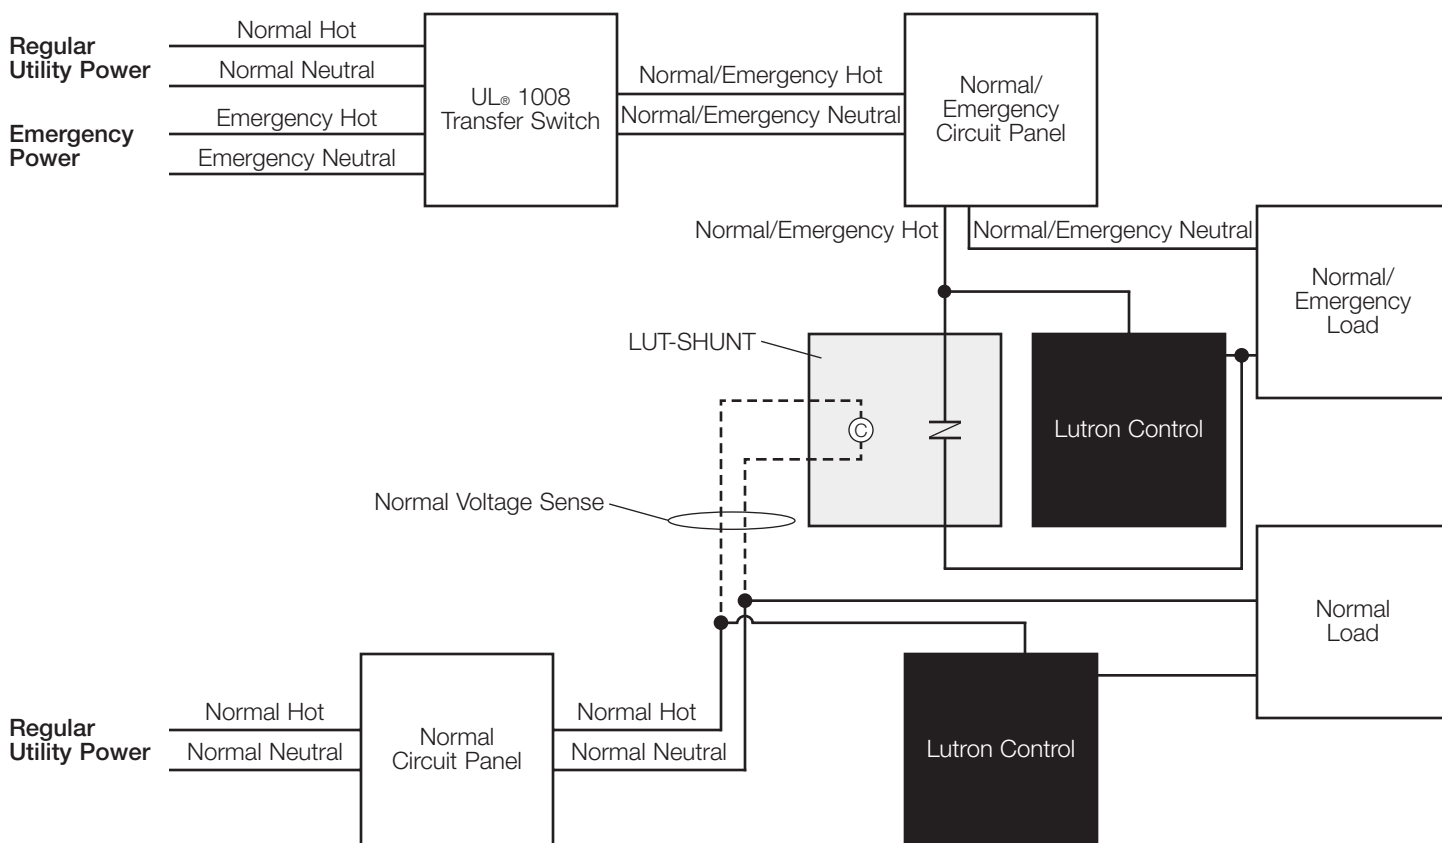 Regular
Utility Power
Normal Hot
Normal Neutral
Emergency
Power
Emergency Hot
Emergency Neutral
UL® 1008
Transfer Switch
Normal/Emergency Hot
Normal/Emergency Neutral
Normal/
Emergency
Circuit Panel
Normal/Emergency Hot
Normal/Emergency Neutral
Normal/
Emergency
Load
LUT-SHUNT
C
Lutron Control
Normal Voltage Sense
Normal
Load
Regular
Utility Power
Normal Hot
Normal Neutral
Normal
Circuit Panel
Normal Hot
Normal Neutral
Lutron Control